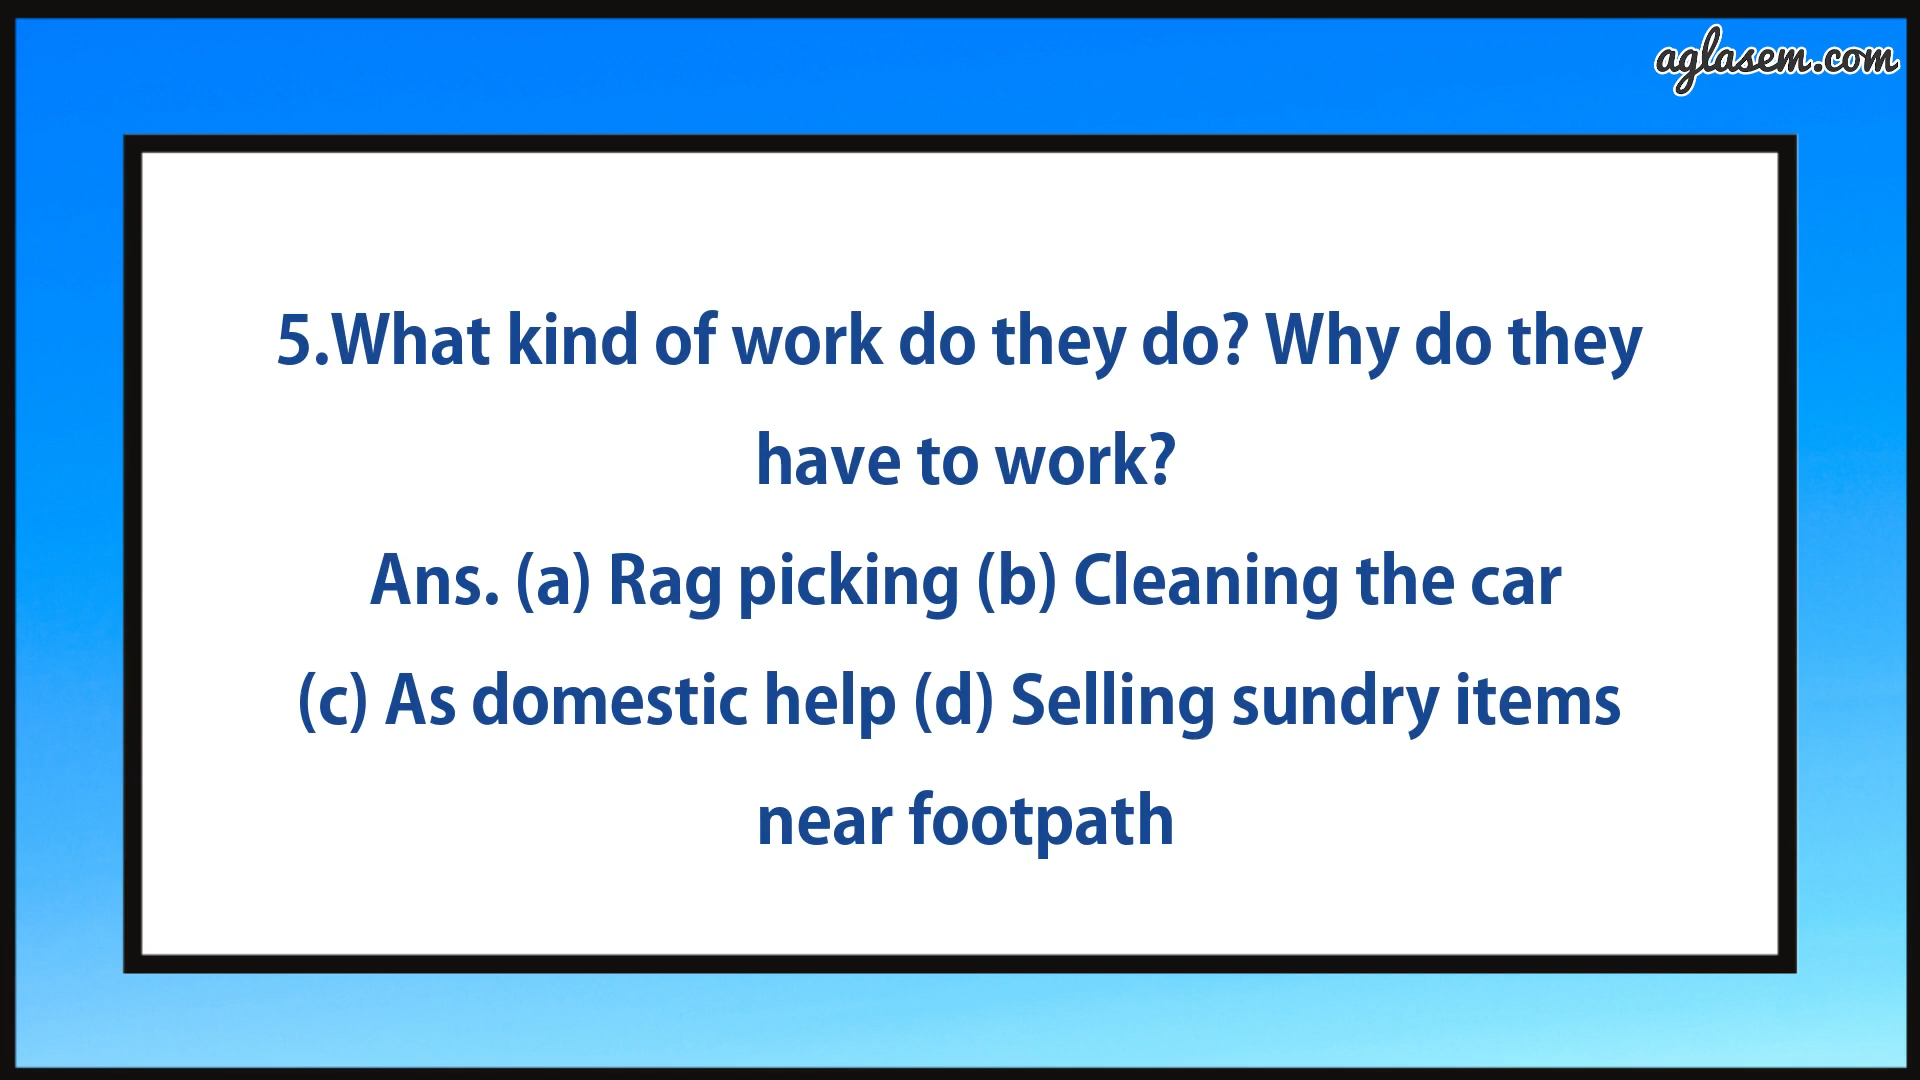 aglasem.com
5.What kind of work do they do? Why do they
have to work?
Ans. (a) Rag picking (b) Cleaning the car
(c) As domestic help (d) Selling sundry items
near footpath